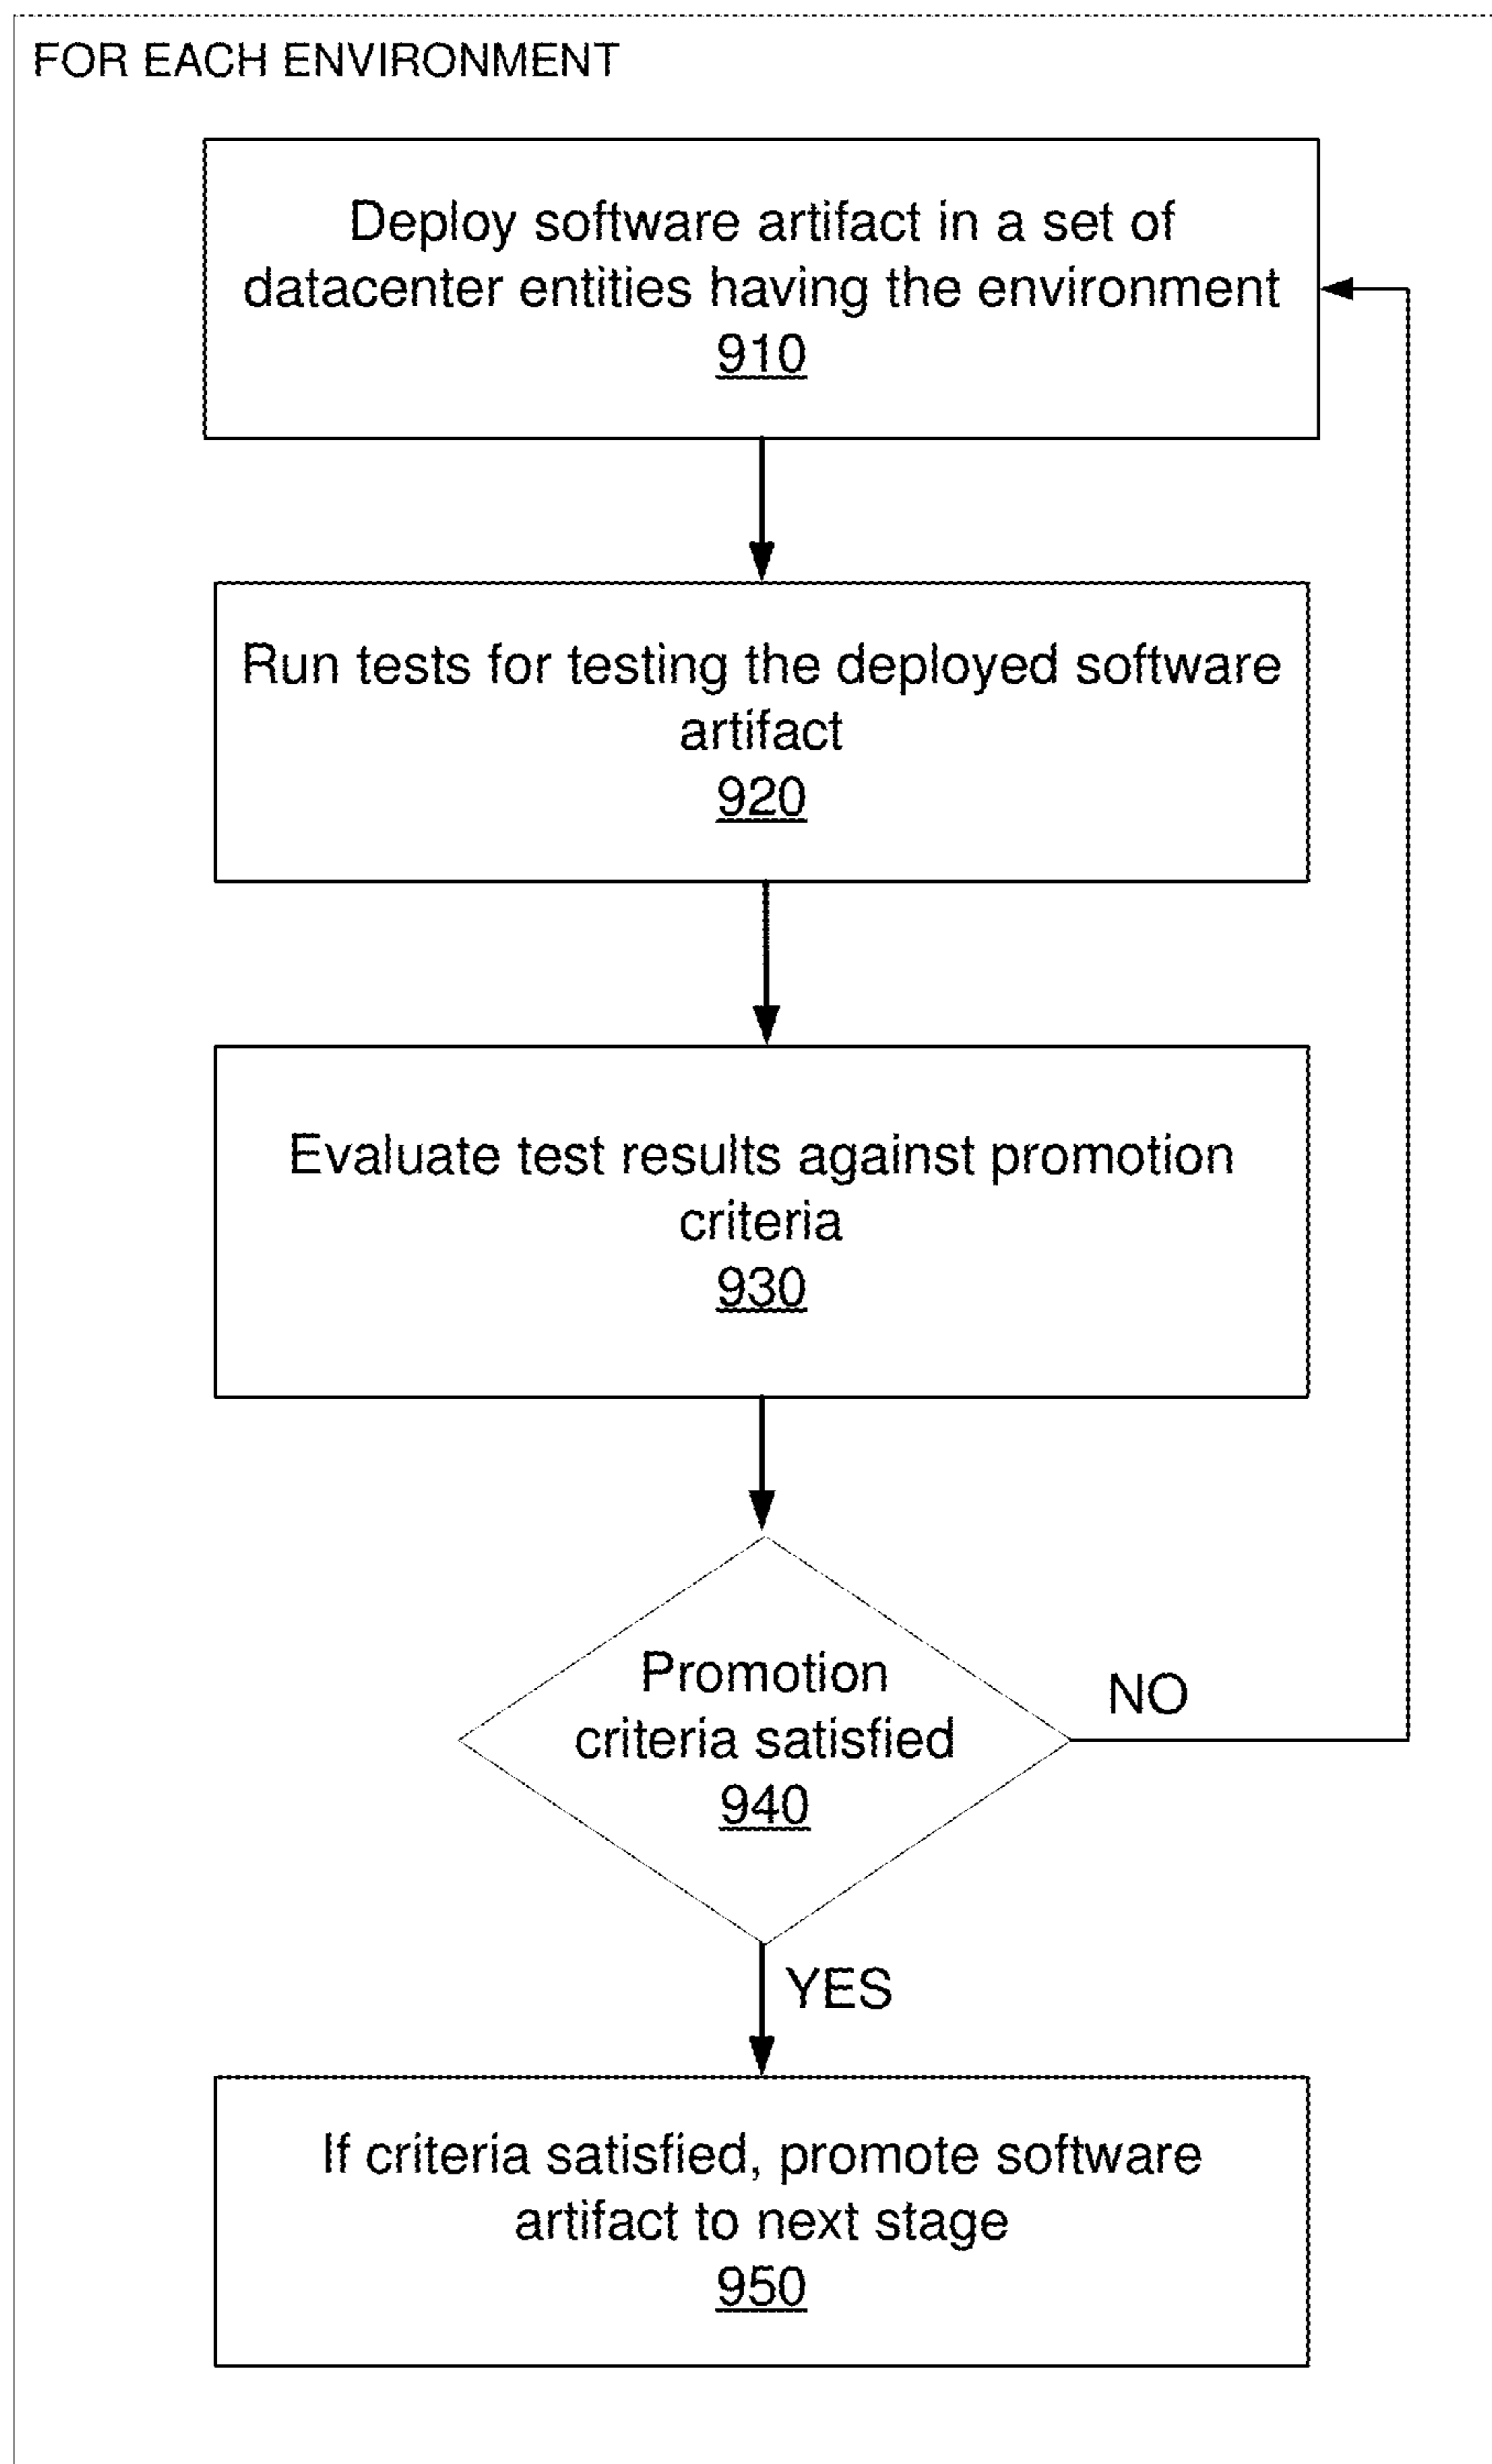 FOR EACH ENVIRONMENT
Deploy software artifact in a set of
datacenter entities having the environment
910
Run tests for testing the deployed software
artifact
920
Evaluate test results against promotion
criteria
930
Promotion
criteria satisfied
940
NO
YES
If criteria satisfied, promote software
artifact to next stage
950